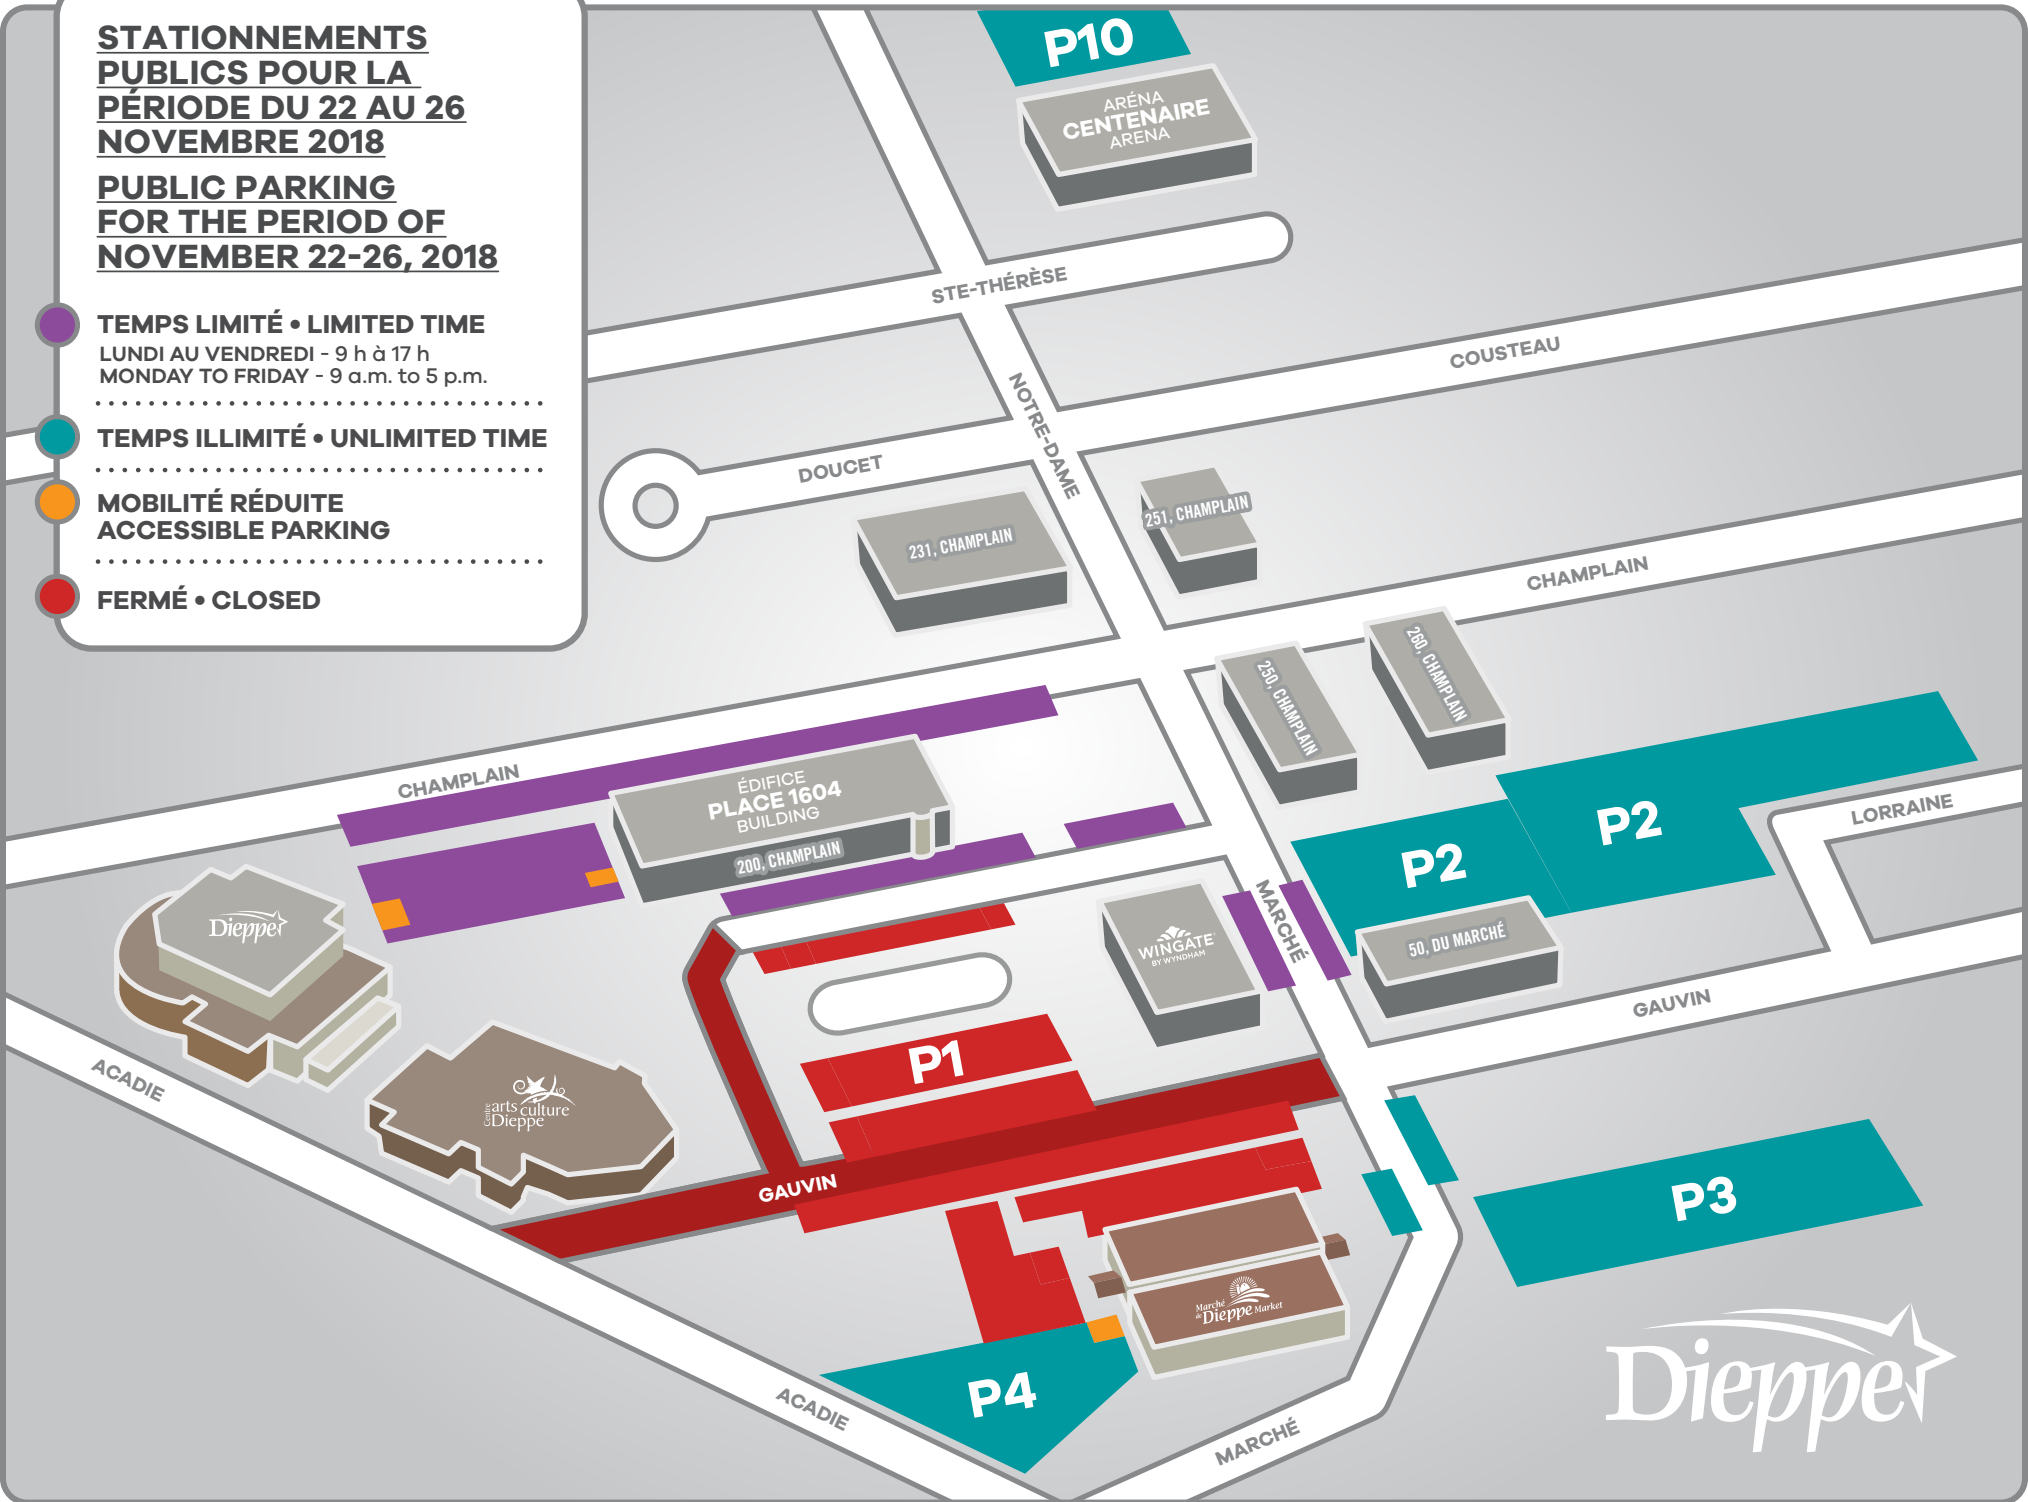 STATIONNEMENTS
PUBLICS POUR LA
PÉRIODE DU 22 AU 26
NOVEMBRE 2018
PUBLIC PARKING
FOR THE PERIOD OF
NOVEMBER 22-26, 2018
TEMPS LIMITÉ • LIMITED TIME
LUNDI AU VENDREDI - 9 h à 17 h
MONDAY TO FRIDAY - 9 a.m. to 5 p.m.
TEMPS ILLIMITÉ • UNLIMITED TIME
MOBILITÉ RÉDUITE
ACCESSIBLE PARKING
FERMÉ • CLOSED
P10
ARÉNA
CENTENAIRE
ARENA
STE-THÉRÈSE
COUSTEAU
NOTRE-DAME
DOUCET
251, CHAMPLAIN
231, CHAMPLAIN
CHAMPLAIN
260, CHAMPLAIN
250, CHAMPLAIN
CHAMPLAIN
ÉDIFICE
PLACE 1604
BUILDING
200, CHAMPLAIN
P2
P2
LORRAINE
Dieppe
MARCHÉ
WINGATE
BY WYNDHAM
50, DU MARCHÉ
GAUVIN
ACADIE
P1
Centre
arts culture
Dieppe
GAUVIN
P3
Marché
de Dieppe Market
P4
ACADIE
MARCHÉ
Dieppe